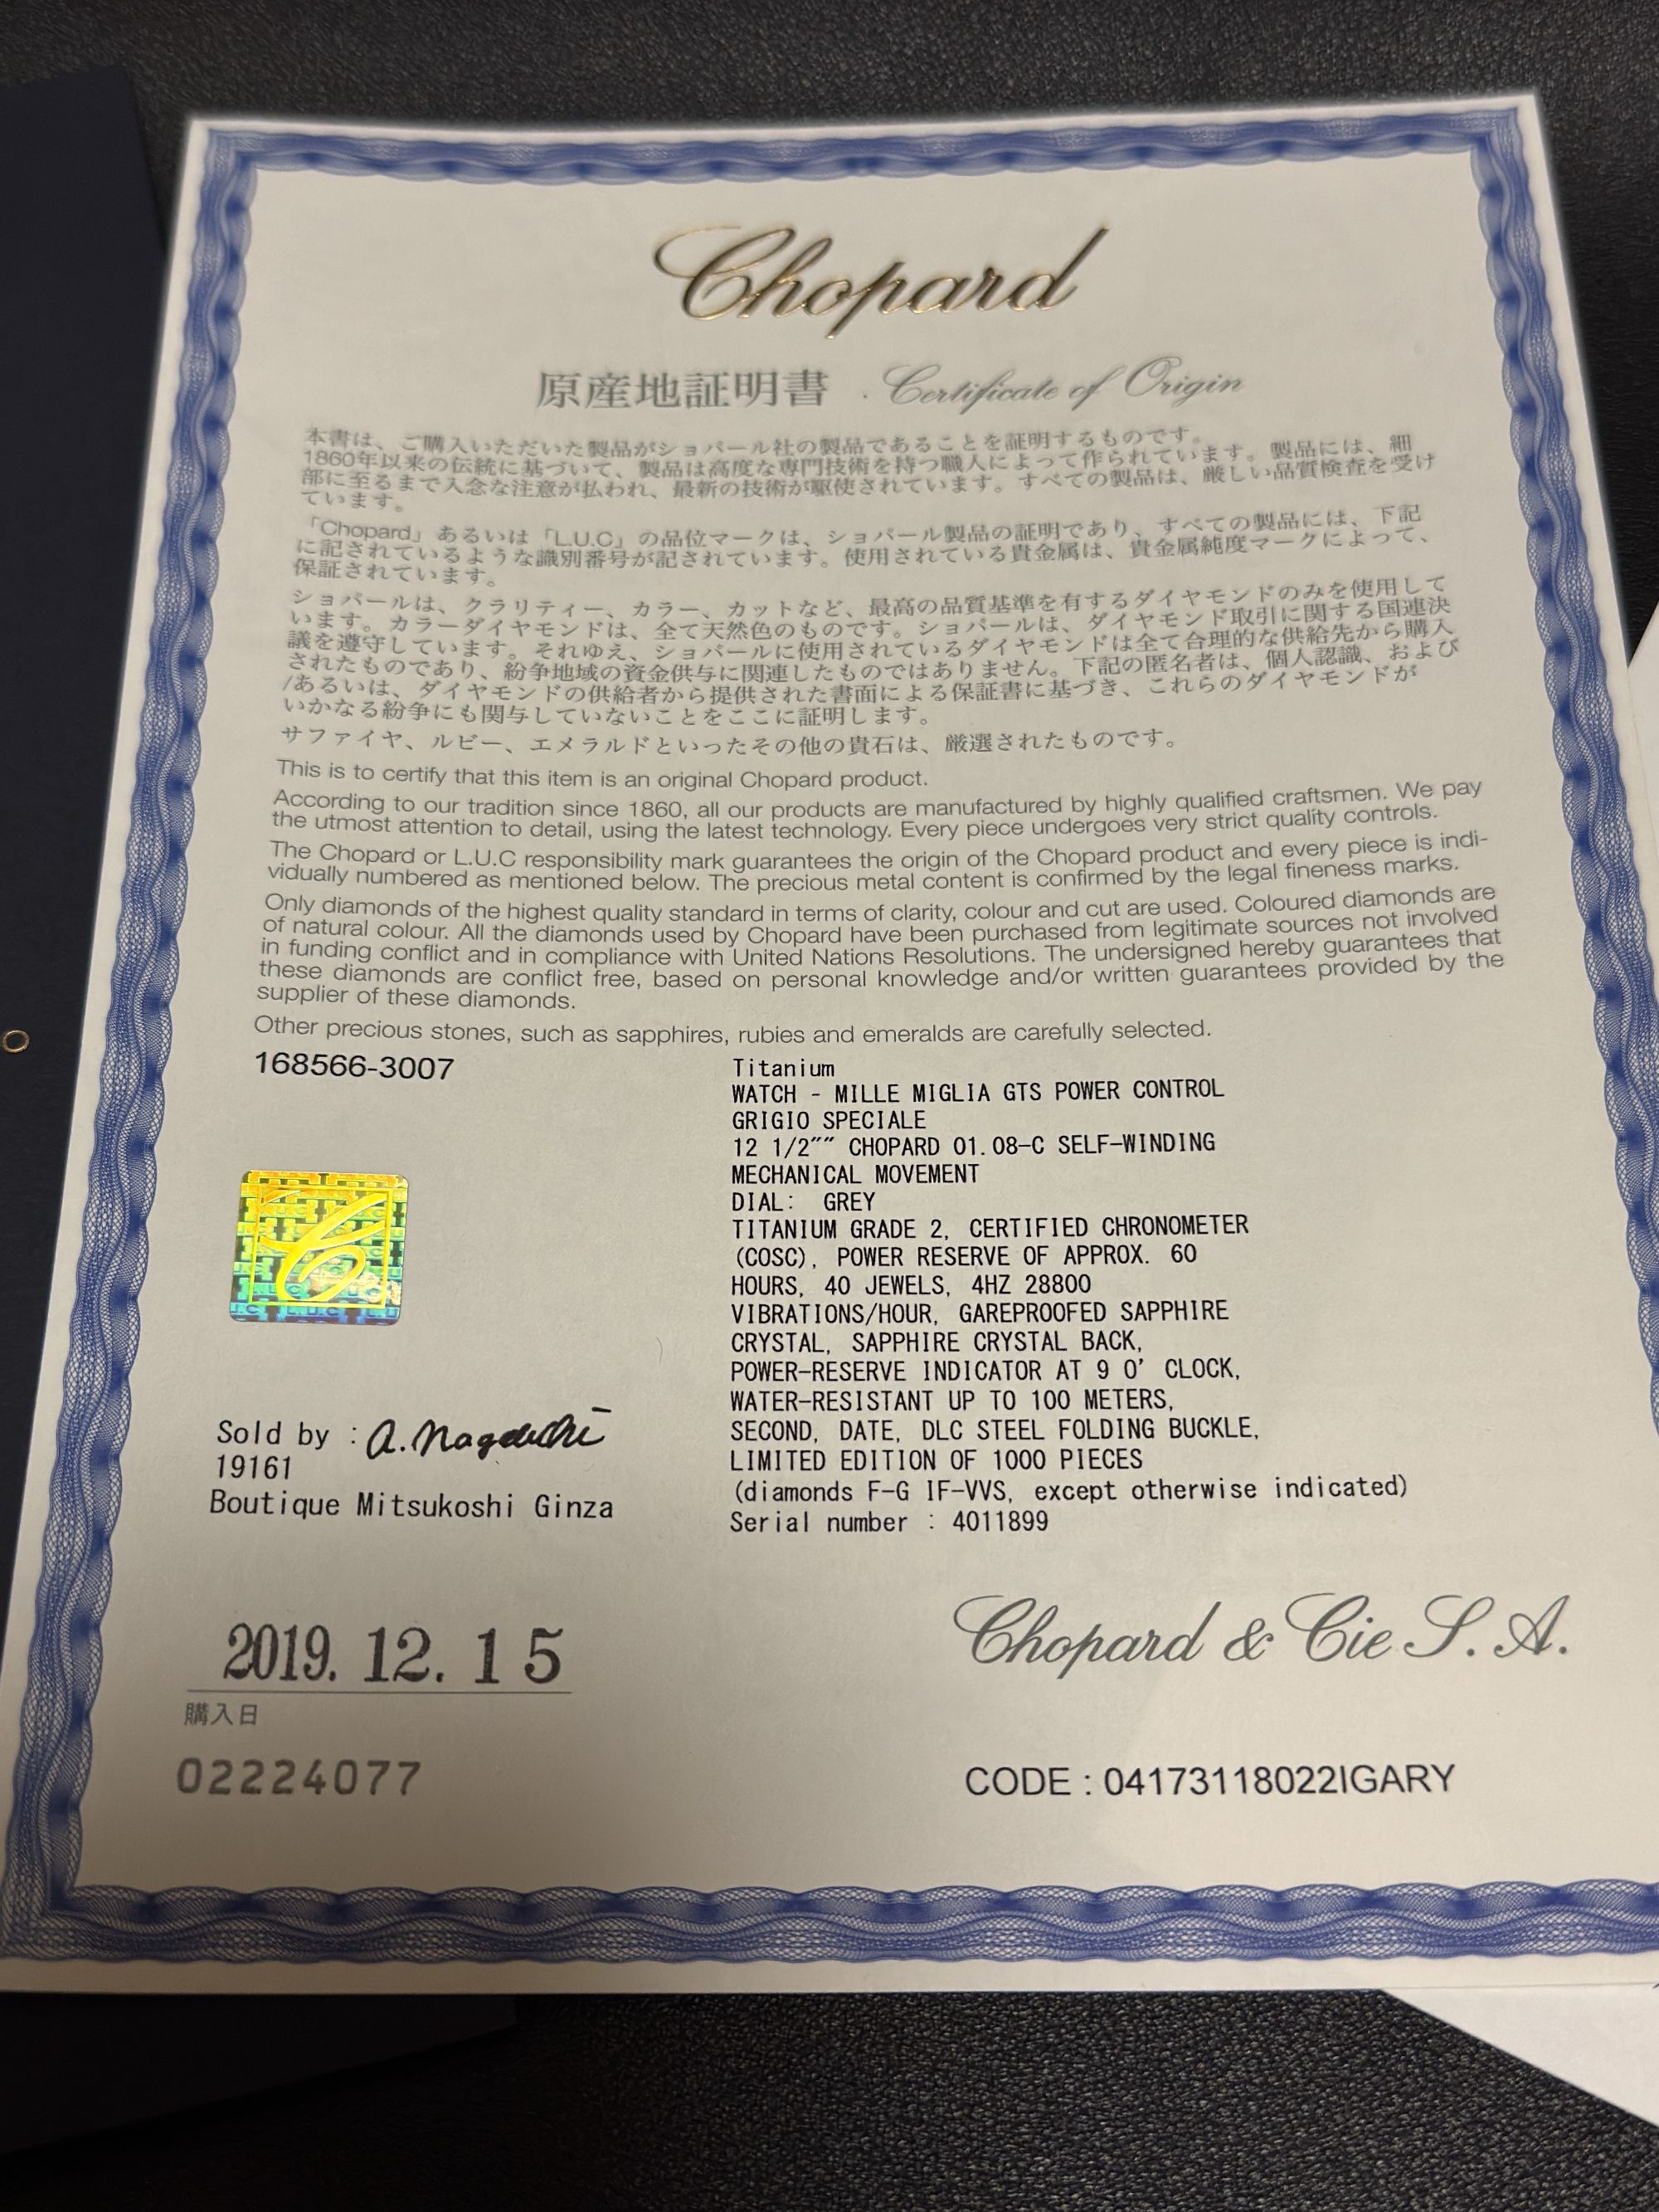 Chopard
原産地証明書 . Certificate of Origin
本書は、ご購入いただいた製品がショパール社の製品であることを証明するものです。
1860年以来の伝統に基づいて、製品は高度な専門技術を持つ職人によって作られています。製品には、細
部に至るまで入念な注意が払われ、最新の技術が駆使されています。すべての製品は、厳しい品質検査を受け
ています。
「Chopard」あるいは「L.U.C」の品位マークは、ショパール製品の証明であり、すべての製品には、下記
に記されているような識別番号が記されています。使用されている貴金属は、貴金属純度マークによって、
保証されています。
ショパールは、クラリティー、カラー、カットなど、最高の品質基準を有するダイヤモンドのみを使用して
います。カラーダイヤモンドは、全て天然色のものです。ショパールは、ダイヤモンド取引に関する国連決
議を遵守しています。それゆえ、ショパールに使用されているダイヤモンドは全て合理的な供給先から購入
されたものであり、紛争地域の資金供与に関連したものではありません。下記の匿名者は、個人認識、および
/あるいは、ダイヤモンドの供給者から提供された書面による保証書に基づき、これらのダイヤモンドが
いかなる紛争にも関与していないことをここに証明します。
サファイヤ、ルビー、エメラルドといったその他の貴石は、厳選されたものです。
This is to certify that this item is an original Chopard product.
According to our tradition since 1860, all our products are manufactured by highly qualified craftsmen. We pay
the utmost attention to detail, using the latest technology. Every piece undergoes very strict quality controls.
The Chopard or L.U.C responsibility mark guarantees the origin of the Chopard product and every piece is indi-
vidually numbered as mentioned below. The precious metal content is confirmed by the legal fineness marks.
Only diamonds of the highest quality standard in terms of clarity, colour and cut are used. Coloured diamonds are
of natural colour. All the diamonds used by Chopard have been purchased from legitimate sources not involved
in funding conflict and in compliance with United Nations Resolutions. The undersigned hereby guarantees that
these diamonds are conflict free, based on personal knowledge and/or written guarantees provided by the
supplier of these diamonds.
Other precious stones, such as sapphires, rubies and emeralds are carefully selected.
168566-3007
Titanium
WATCH - MILLE MIGLIA GTS POWER CONTROL
GRIGIO SPECIALE
12 1/2″″ CHOPARD 01.08-C SELF-WINDING
MECHANICAL MOVEMENT
DIAL: GREY
TITANIUM GRADE 2, CERTIFIED CHRONOMETER
(COSC), POWER RESERVE OF APPROX. 60
HOURS, 40 JEWELS, 4HZ 28800
VIBRATIONS/HOUR, GAREPROOFED SAPPHIRE
CRYSTAL, SAPPHIRE CRYSTAL BACK,
POWER-RESERVE INDICATOR AT 9 O' CLOCK,
WATER-RESISTANT UP TO 100 METERS,
SECOND, DATE, DLC STEEL FOLDING BUCKLE,
LIMITED EDITION OF 1000 PIECES
(diamonds F-G IF-VVS, except otherwise indicated)
Serial number : 4011899
Sold by :
19161
Boutique Mitsukoshi Ginza
2019. 12. 15
購入日
02224077
Chopard & Cie S. A.
CODE : 04173118022IGARY